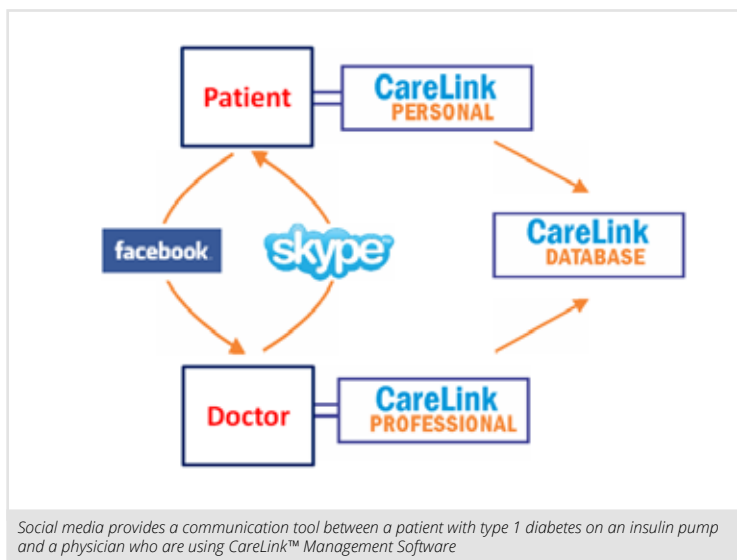 Patient
CareLink
PERSONAL
facebook.
skype™
CareLink
DATABASE
Doctor
CareLink
PROFESSIONAL
Social media provides a communication tool between a patient with type 1 diabetes on an insulin pump
and a physician who are using CareLink™ Management Software